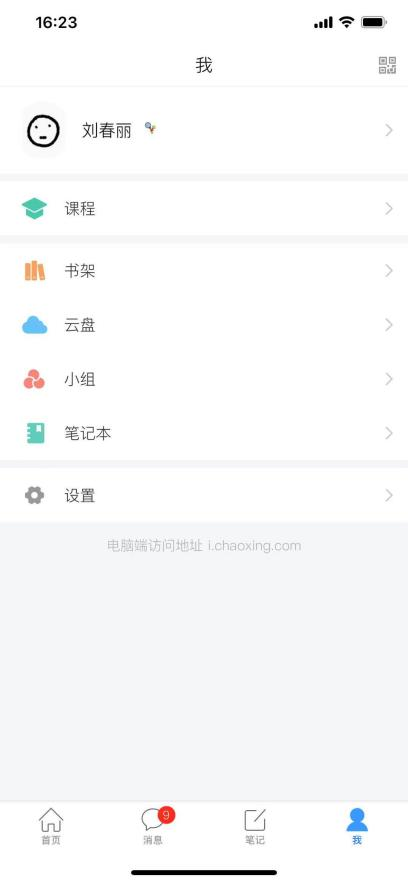 16:23
我
刘春丽
课程
书架
云盘
小组
笔记本
设置
电脑端访问地址 i.chaoxing.com
9
首页
消息
笔记
我